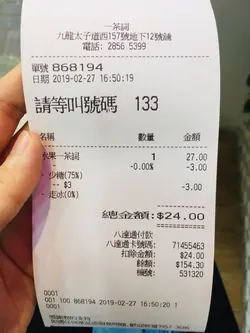 一茶詞
九龍太子道西157號地下12號舖
電話: 2856 5399
單號 868194
日期 2019-02-27 16:50:19
請等叫號碼 133
名稱 數量 金額
水果一茶詞 1 27.00
-0.00% -3.00
- 少糖(75%)
-- $3 -3.00
- 走冰(0%)
總金額:$24.00
八達通付款
八達通卡號碼: 71455463
扣除金額: $24.00
餘額: $154.30
機號: 531320
0001
001 100 868194 2019-02-27 16:50:20 1
0001